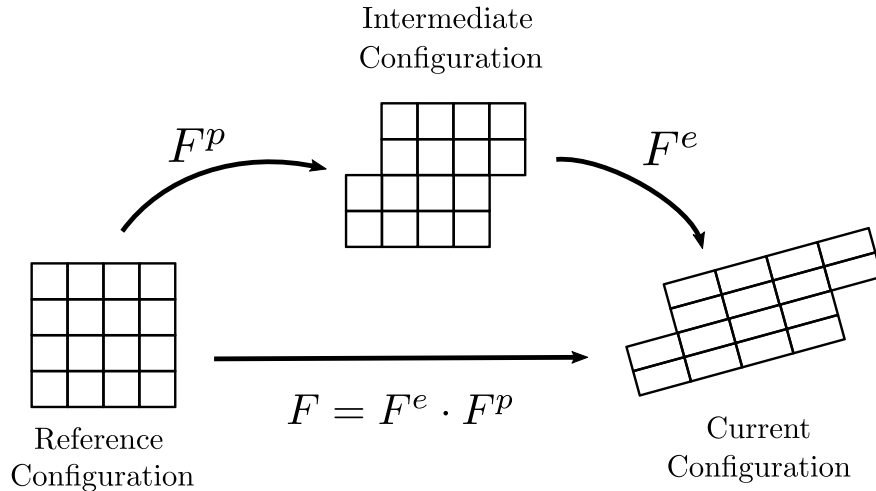 Intermediate
Configuration
F^p
F^e
F = F^e · F^p
Reference
Configuration
Current
Configuration